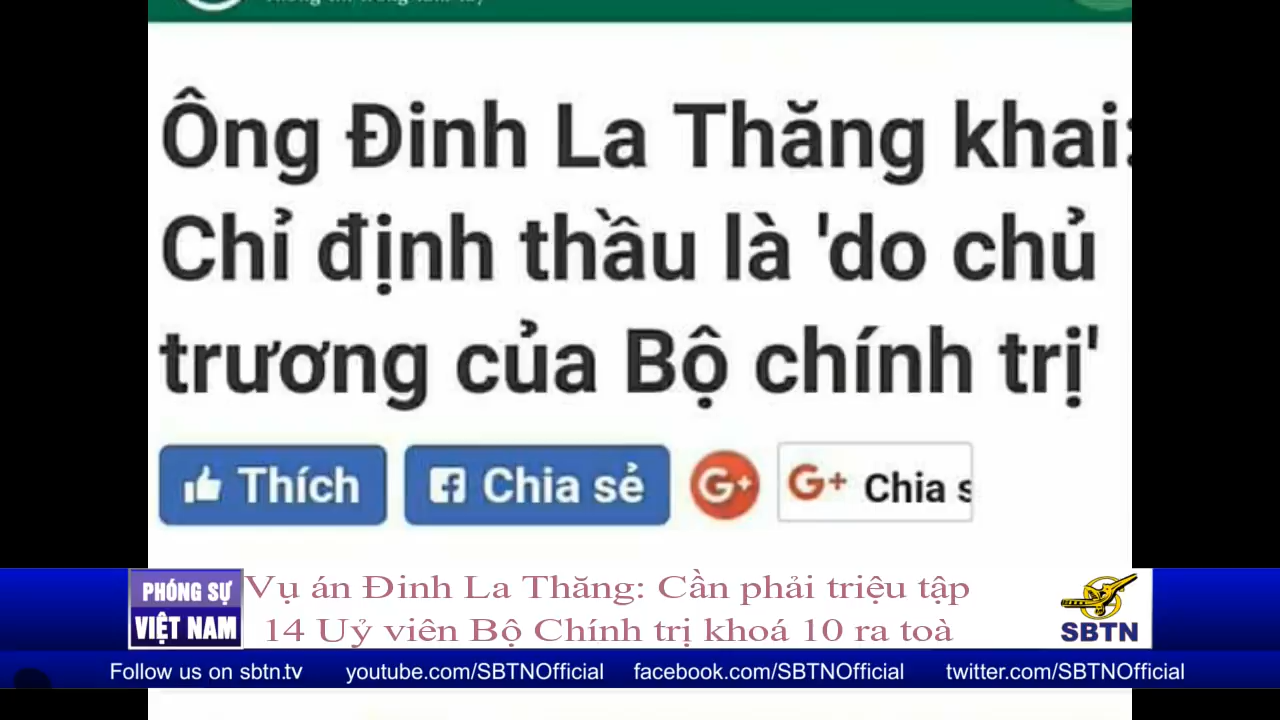 Ông Đinh La Thăng khai:
Chỉ định thầu là 'do chủ
trương của Bộ chính trị'
Thích
Chia sẻ
G+
G+ Chia s
PHÓNG SỰ
VIỆT NAM
Vụ án Đinh La Thăng: Cần phải triệu tập
14 Uỷ viên Bộ Chính trị khoá 10 ra toà
SBTN
Follow us on sbtn.tv youtube.com/SBTNOfficial facebook.com/SBTNOfficial twitter.com/SBTNOfficial